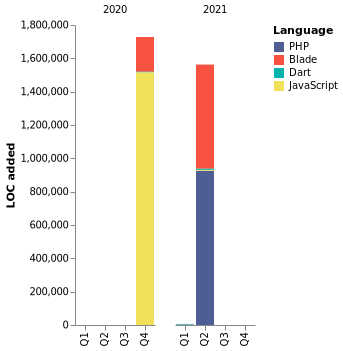 2020 2021
Language
PHP
Blade
Dart
JavaScript
LOC added
1,800,000
1,600,000
1,400,000
1,200,000
1,000,000
800,000
600,000
400,000
200,000
0
Q1 Q2 Q3 Q4 Q1 Q2 Q3 Q4